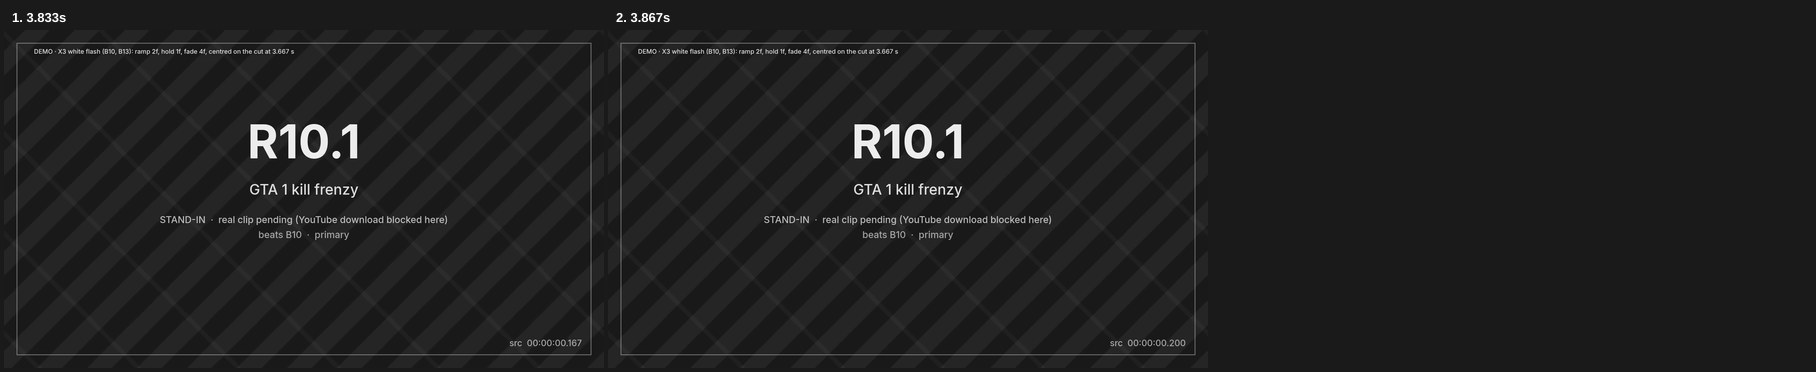 1. 3.833s
DEMO · X3 white flash (B10, B13): ramp 2f, hold 1f, fade 4f, centred on the cut at 3.667 s
R10.1
GTA 1 kill frenzy
STAND-IN · real clip pending (YouTube download blocked here)
beats B10 · primary
src 00:00:00.167
2. 3.867s
DEMO · X3 white flash (B10, B13): ramp 2f, hold 1f, fade 4f, centred on the cut at 3.667 s
R10.1
GTA 1 kill frenzy
STAND-IN · real clip pending (YouTube download blocked here)
beats B10 · primary
src 00:00:00.200